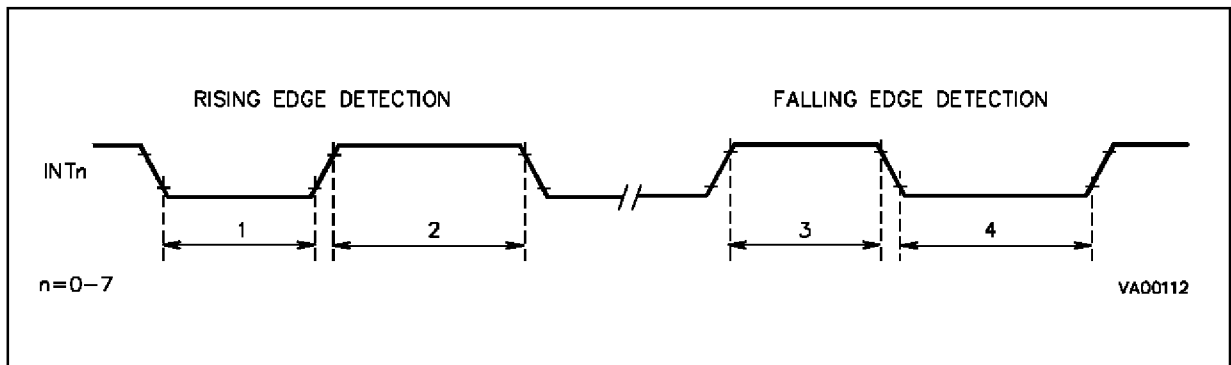 RISING EDGE DETECTION
FALLING EDGE DETECTION
INTn
1
2
3
4
n=0-7
VA00112